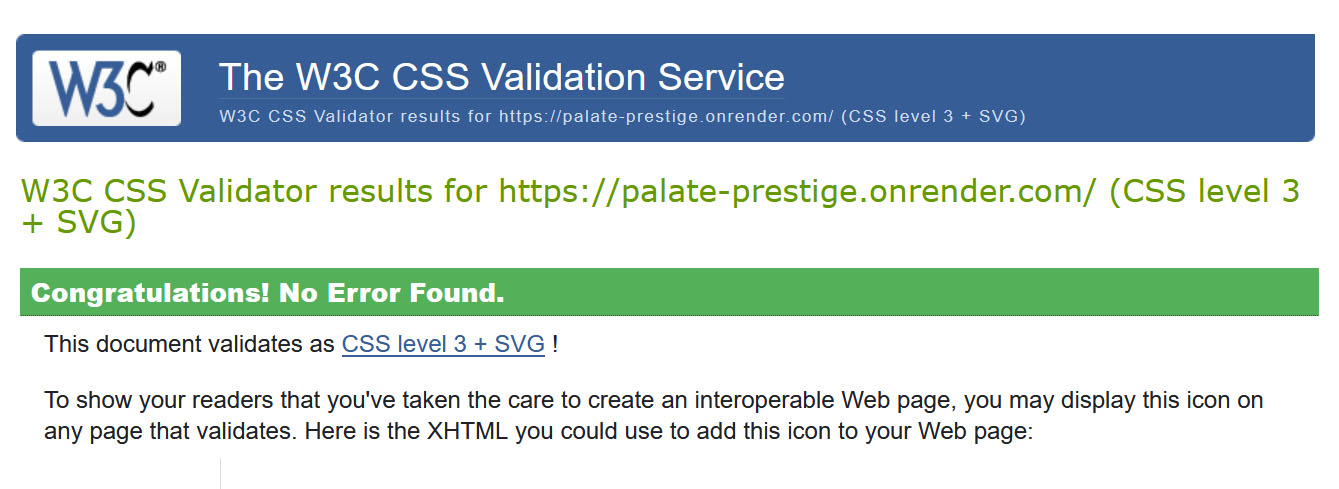 W3C®
The W3C CSS Validation Service
W3C CSS Validator results for https://palate-prestige.onrender.com/ (CSS level 3 + SVG)
W3C CSS Validator results for https://palate-prestige.onrender.com/ (CSS level 3
+ SVG)
Congratulations! No Error Found.
This document validates as CSS level 3 + SVG !
To show your readers that you've taken the care to create an interoperable Web page, you may display this icon on
any page that validates. Here is the XHTML you could use to add this icon to your Web page: